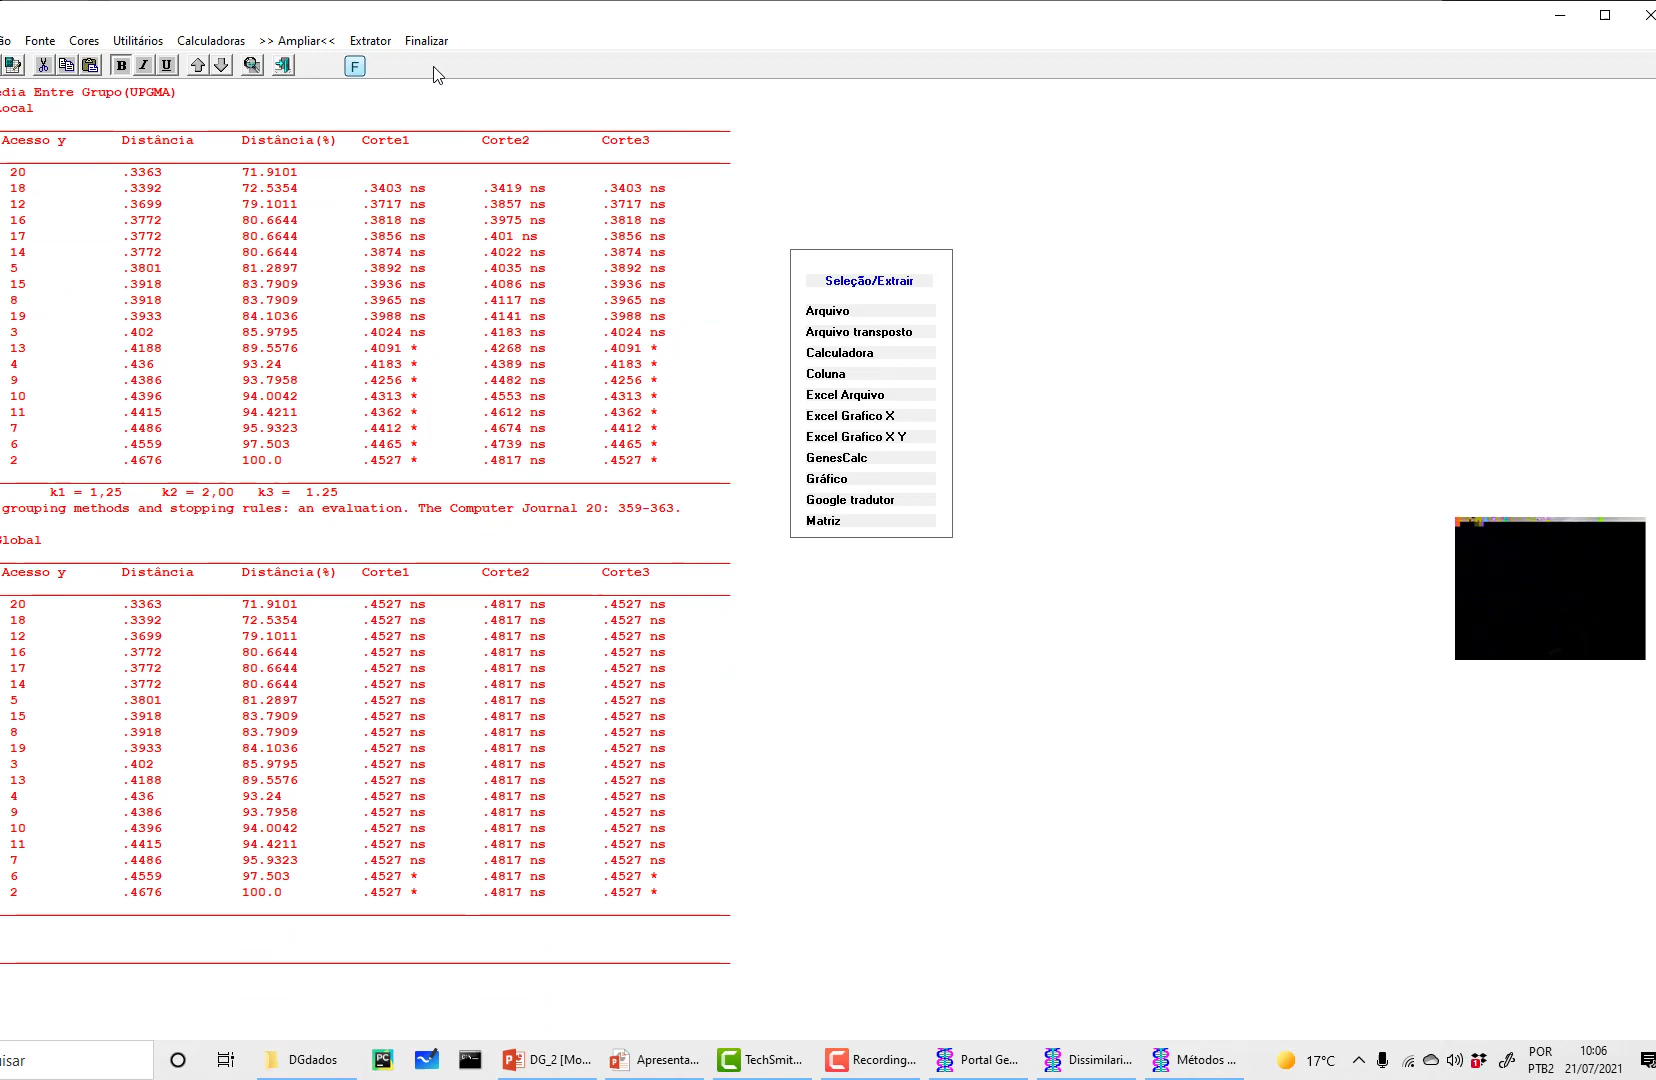 ão Fonte Cores Utilitários Calculadoras >> Ampliar<< Extrator Finalizar
B I U F
edia Entre Grupo(UPGMA)
Local
Acesso y Distância Distância(%) Corte1 Corte2 Corte3
20 .3363 71.9101
18 .3392 72.5354 .3403 ns .3419 ns .3403 ns
12 .3699 79.1011 .3717 ns .3857 ns .3717 ns
16 .3772 80.6644 .3818 ns .3975 ns .3818 ns
17 .3772 80.6644 .3856 ns .401 ns .3856 ns
14 .3772 80.6644 .3874 ns .4022 ns .3874 ns
5 .3801 81.2897 .3892 ns .4035 ns .3892 ns
15 .3918 83.7909 .3936 ns .4086 ns .3936 ns
8 .3918 83.7909 .3965 ns .4117 ns .3965 ns
19 .3933 84.1036 .3988 ns .4141 ns .3988 ns
3 .402 85.9795 .4024 ns .4183 ns .4024 ns
13 .4188 89.5576 .4091 * .4268 ns .4091 *
4 .436 93.24 .4183 * .4389 ns .4183 *
9 .4386 93.7958 .4256 * .4482 ns .4256 *
10 .4396 94.0042 .4313 * .4553 ns .4313 *
11 .4415 94.4211 .4362 * .4612 ns .4362 *
7 .4486 95.9323 .4412 * .4674 ns .4412 *
6 .4559 97.503 .4465 * .4739 ns .4465 *
2 .4676 100.0 .4527 * .4817 ns .4527 *
k1 = 1,25 k2 = 2,00 k3 = 1.25
grouping methods and stopping rules: an evaluation. The Computer Journal 20: 359-363.
Global
Acesso y Distância Distância(%) Corte1 Corte2 Corte3
20 .3363 71.9101 .4527 ns .4817 ns .4527 ns
18 .3392 72.5354 .4527 ns .4817 ns .4527 ns
12 .3699 79.1011 .4527 ns .4817 ns .4527 ns
16 .3772 80.6644 .4527 ns .4817 ns .4527 ns
17 .3772 80.6644 .4527 ns .4817 ns .4527 ns
14 .3772 80.6644 .4527 ns .4817 ns .4527 ns
5 .3801 81.2897 .4527 ns .4817 ns .4527 ns
15 .3918 83.7909 .4527 ns .4817 ns .4527 ns
8 .3918 83.7909 .4527 ns .4817 ns .4527 ns
19 .3933 84.1036 .4527 ns .4817 ns .4527 ns
3 .402 85.9795 .4527 ns .4817 ns .4527 ns
13 .4188 89.5576 .4527 ns .4817 ns .4527 ns
4 .436 93.24 .4527 ns .4817 ns .4527 ns
9 .4386 93.7958 .4527 ns .4817 ns .4527 ns
10 .4396 94.0042 .4527 ns .4817 ns .4527 ns
11 .4415 94.4211 .4527 ns .4817 ns .4527 ns
7 .4486 95.9323 .4527 ns .4817 ns .4527 ns
6 .4559 97.503 .4527 * .4817 ns .4527 *
2 .4676 100.0 .4527 * .4817 ns .4527 *
Seleção/Extrair
Arquivo
Arquivo transposto
Calculadora
Coluna
Excel Arquivo
Excel Grafico X
Excel Grafico X Y
GenesCalc
Gráfico
Google tradutor
Matriz
uisar DGdados DG_2 [Mo... Apresenta... TechSmit... Recording... Portal Ge... Dissimilari... Métodos ... 17°C POR 10:06
PTB2 21/07/2021